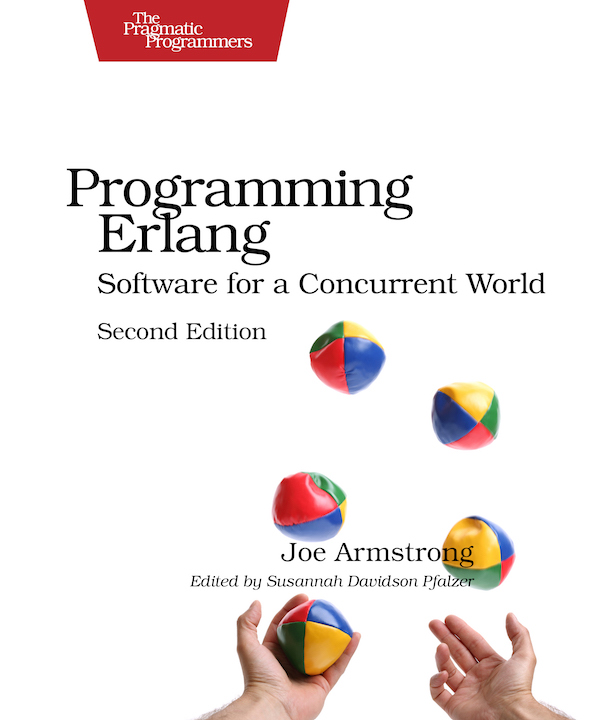 The
Pragmatic
Programmers
Programming
Erlang
Software for a Concurrent World
Second Edition
Joe Armstrong
Edited by Susannah Davidson Pfalzer